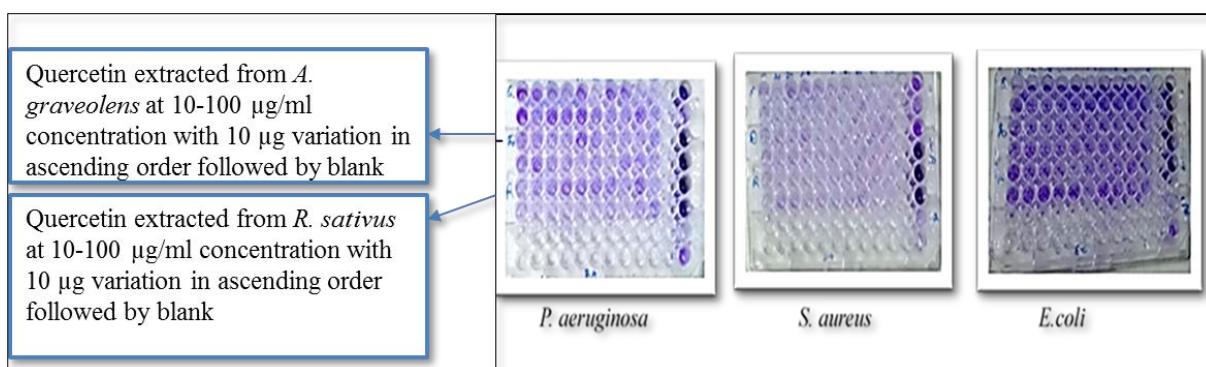 Quercetin extracted from A.
graveolens at 10-100 µg/ml
concentration with 10 µg variation in
ascending order followed by blank
Quercetin extracted from R. sativus
at 10-100 µg/ml concentration with
10 µg variation in ascending order
followed by blank
P. aeruginosa
S. aureus
E.coli